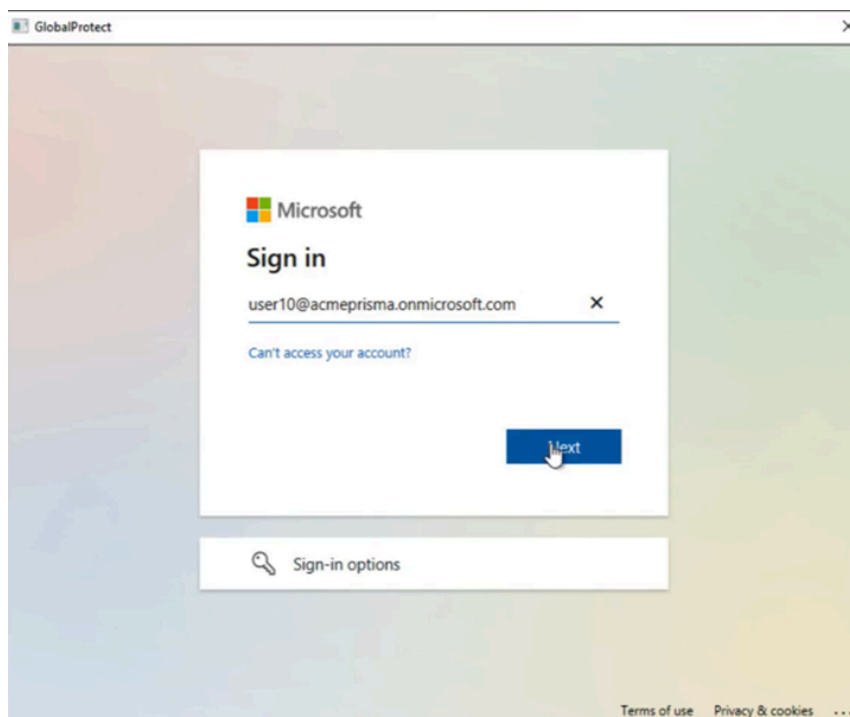 GlobalProtect
Microsoft
Sign in
user10@acmeprisma.onmicrosoft.com
Can't access your account?
Next
Sign-in options
Terms of use Privacy & cookies ...